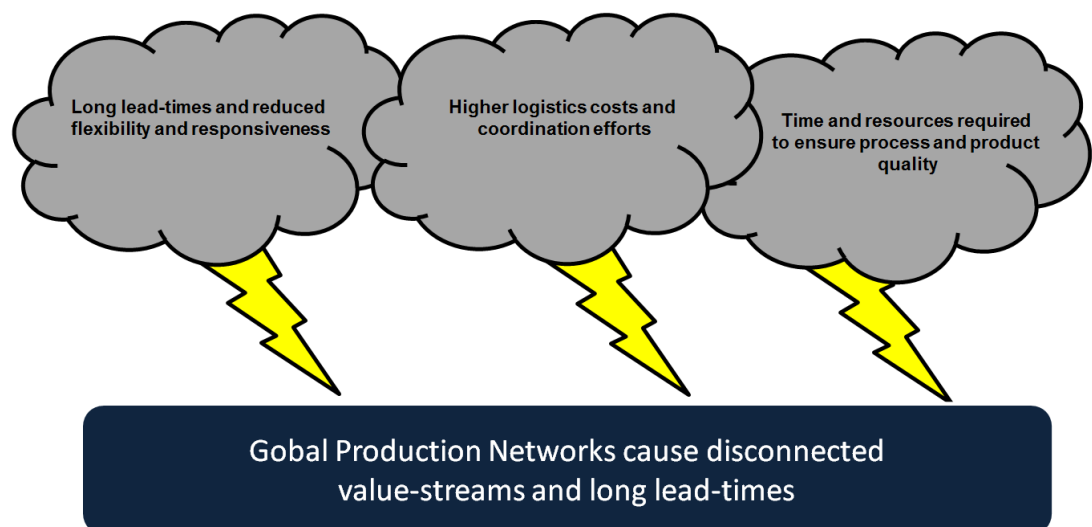 Long lead-times and reduced
flexibility and responsiveness
Higher logistics costs and
coordination efforts
Time and resources required
to ensure process and product
quality
Gobal Production Networks cause disconnected
value-streams and long lead-times